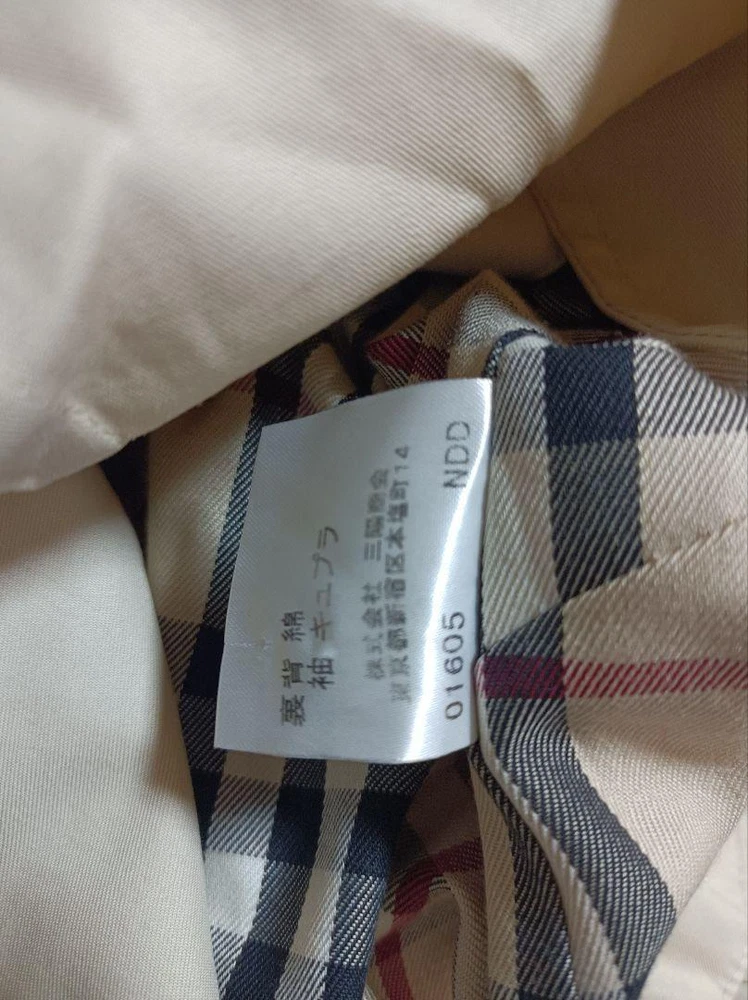 裏 背 綿
袖 キュプラ
株式会社 三陽商会
東京都新宿区本塩町14
01605 NDD